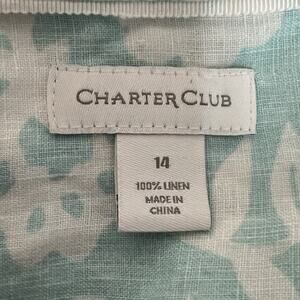 CHARTER CLUB
14
100% LINEN
MADE IN
CHINA